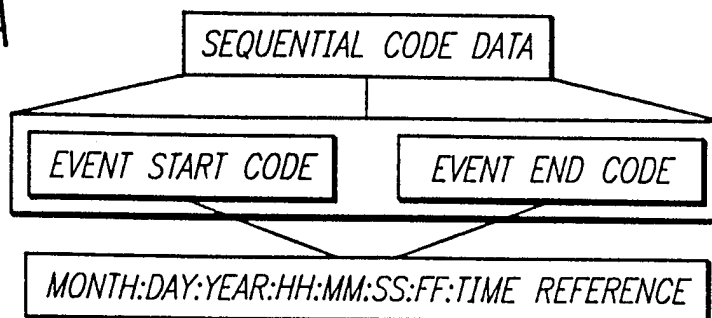 SEQUENTIAL CODE DATA
EVENT START CODE
EVENT END CODE
MONTH:DAY:YEAR:HH:MM:SS:FF:TIME REFERENCE